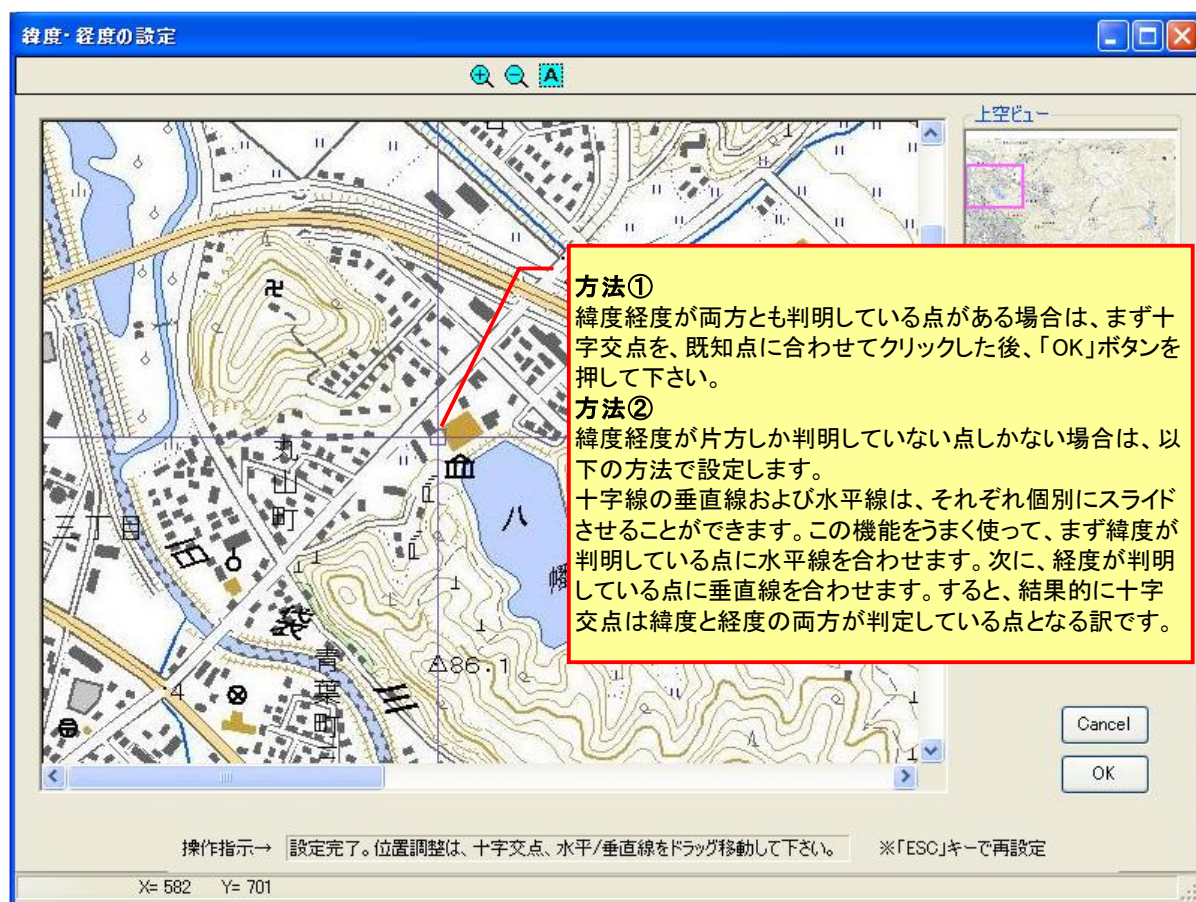 緯度・経度の設定
A
上空ビュー
方法①
緯度経度が両方とも判明している点がある場合は、まず十
字交点を、既知点に合わせてクリックした後、「OK」ボタンを
押して下さい。
方法②
緯度経度が片方しか判明していない点しかない場合は、以
下の方法で設定します。
十字線の垂直線および水平線は、それぞれ個別にスライド
させることができます。この機能をうまく使って、まず緯度が
判明している点に水平線を合わせます。次に、経度が判明
している点に垂直線を合わせます。すると、結果的に十字
交点は緯度と経度の両方が判定している点となる訳です。
丸山町
三丁目
八
幡
旧
北
川
青葉町
86.1
4
Cancel
OK
操作指示→ 設定完了。位置調整は、十字交点、水平/垂直線をドラッグ移動して下さい。 ※「ESC」キーで再設定
X= 582 Y= 701